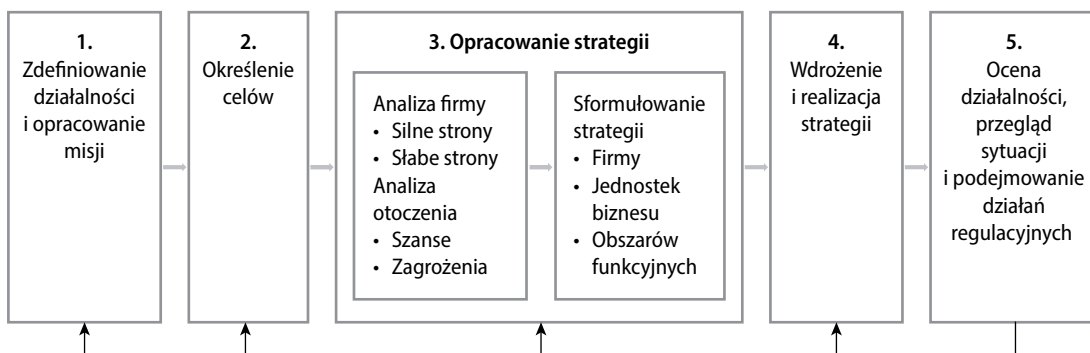 1.
Zdefiniowanie
działalności
i opracowanie
misji
2.
Określenie
celów
3. Opracowanie strategii
Analiza firmy
• Silne strony
• Słabe strony
Analiza
otoczenia
• Szanse
• Zagrożenia
Sformułowanie
strategii
• Firmy
• Jednostek
biznesu
• Obszarów
funkcyjnych
4.
Wdrożenie
i realizacja
strategii
5.
Ocena
działalności,
przegląd
sytuacji
i podejmowanie
działań
regulacyjnych